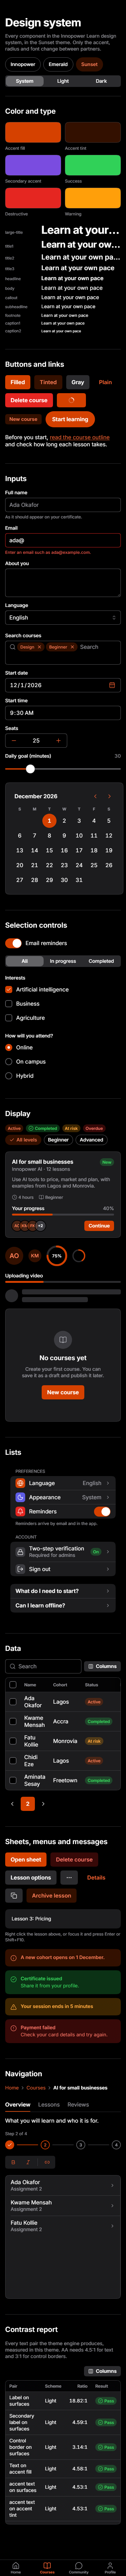 Design system
Every component in the Innopower Learn design system, in the Sunset theme. Only the accent, radius and font change between partners.
Innopower
Emerald
Sunset
System
Light
Dark
Color and type
Accent fill
Accent tint
Secondary accent
Success
Destructive
Warning
large-title
Learn at your...
title1
Learn at your ow...
title2
Learn at your own pa...
title3
Learn at your own pace
headline
Learn at your own pace
body
Learn at your own pace
callout
Learn at your own pace
subheadline
Learn at your own pace
footnote
Learn at your own pace
caption1
Learn at your own pace
caption2
Learn at your own pace
Buttons and links
Filled
Tinted
Gray
Plain
Delete course
New course
Start learning
Before you start, read the course outline
and check how long each lesson takes.
Inputs
Full name
Ada Okafor
As it should appear on your certificate.
Email
ada@
Enter an email such as ada@example.com.
About you
Language
English
Search courses
Design
Beginner
Search
Start date
12/1/2026
Start time
9:30 AM
Seats
25
Daily goal (minutes)
30
December 2026
S M T W T F S
1 2 3 4 5
6 7 8 9 10 11 12
13 14 15 16 17 18 19
20 21 22 23 24 25 26
27 28 29 30 31
Selection controls
Email reminders
All
In progress
Completed
Interests
Artificial intelligence
Business
Agriculture
How will you attend?
Online
On campus
Hybrid
Display
Active
Completed
At risk
Overdue
All levels
Beginner
Advanced
AI for small businesses
New
Innopower AI · 12 lessons
Use AI tools to price, sell and plan, with examples from Lagos and Monrovia.
4 hours
Beginner
Your progress
40%
+2
Continue
AO
KM
75%
Uploading video
No courses yet
Create your first course. You can save it as a draft and publish it later.
New course
Lists
PREFERENCES
Language
English
Appearance
System
Reminders
Reminders arrive by email and in the app.
ACCOUNT
Two-step verification
Required for admins
On
Sign out
What do I need to start?
Can I learn offline?
Data
Search
Columns
Name
Cohort
Status
Ada Okafor
Lagos
Active
Kwame Mensah
Accra
Completed
Fatu Kollie
Monrovia
At risk
Chidi Eze
Lagos
Active
Aminata Sesay
Freetown
Completed
2
Sheets, menus and messages
Open sheet
Delete course
Lesson options
Details
Archive lesson
Lesson 3: Pricing
Right click the lesson above, or focus it and press Enter or Shift+F10.
A new cohort opens on 1 December.
Certificate issued
Share it from your profile.
Your session ends in 5 minutes
Payment failed
Check your card details and try again.
Navigation
Home
Courses
AI for small businesses
Overview
Lessons
Reviews
What you will learn and who it is for.
Step 2 of 4
2
3
4
B
I
Ada Okafor
Assignment 2
Kwame Mensah
Assignment 2
Fatu Kollie
Assignment 2
Contrast report
Every text pair the theme engine produces, measured in this theme. AA needs 4.5:1 for text and 3:1 for control borders.
Columns
Pair
Scheme
Ratio
Result
Label on surfaces
Light
18.82:1
Pass
Secondary label on surfaces
Light
4.59:1
Pass
Control border on surfaces
Light
3.14:1
Pass
Text on accent fill
Light
4.58:1
Pass
accent text on surfaces
Light
4.53:1
Pass
accent text on accent tint
Light
4.53:1
Pass
Home
Courses
Community
Profile